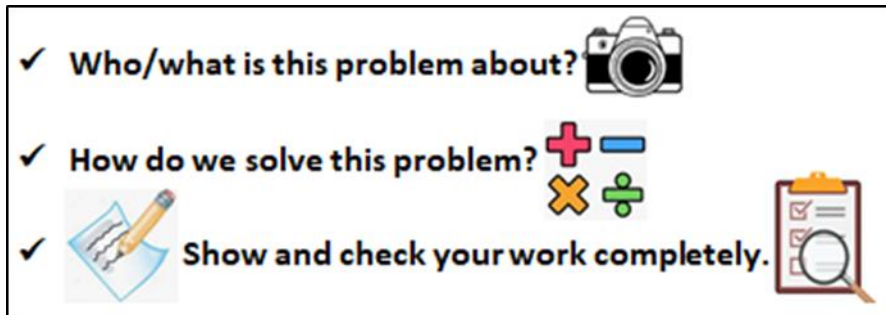 ✓ Who/what is this problem about?
✓ How do we solve this problem?
✓ Show and check your work completely.